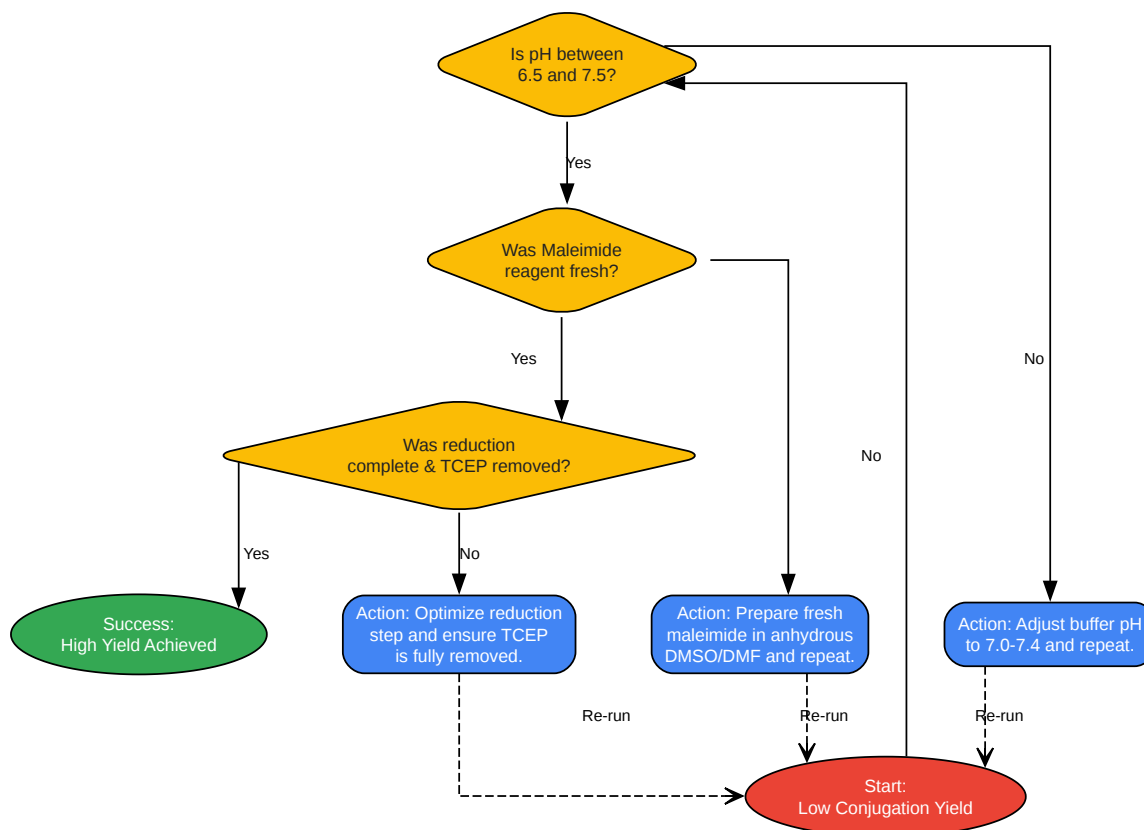 Is pH between
6.5 and 7.5?
Yes
Was Maleimide
reagent fresh?
Yes
No
Was reduction
complete & TCEP removed?
No
Yes
No
Success:
High Yield Achieved
Action: Optimize reduction
step and ensure TCEP
is fully removed.
Action: Prepare fresh
maleimide in anhydrous
DMSO/DMF and repeat.
Action: Adjust buffer pH
to 7.0-7.4 and repeat.
Re-run
Re-run
Re-run
Start:
Low Conjugation Yield